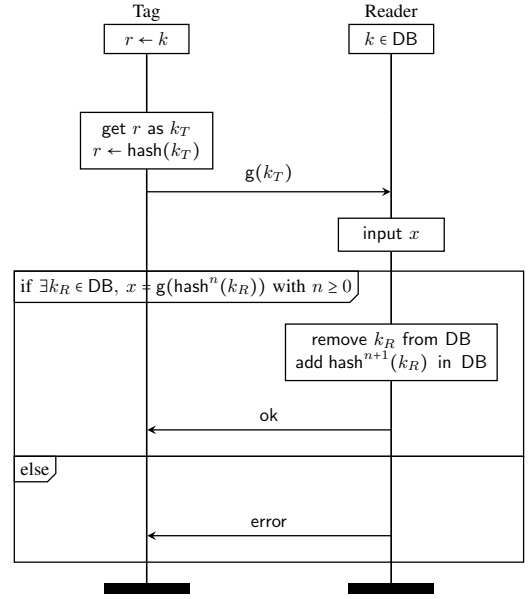 Tag Reader
r ← k k ∈ DB
get r as k_T
r ← hash(k_T)
g(k_T)
input x
if ∃k_R ∈ DB, x = g(hash^n(k_R)) with n ≥ 0
remove k_R from DB
add hash^{n+1}(k_R) in DB
ok
else
error